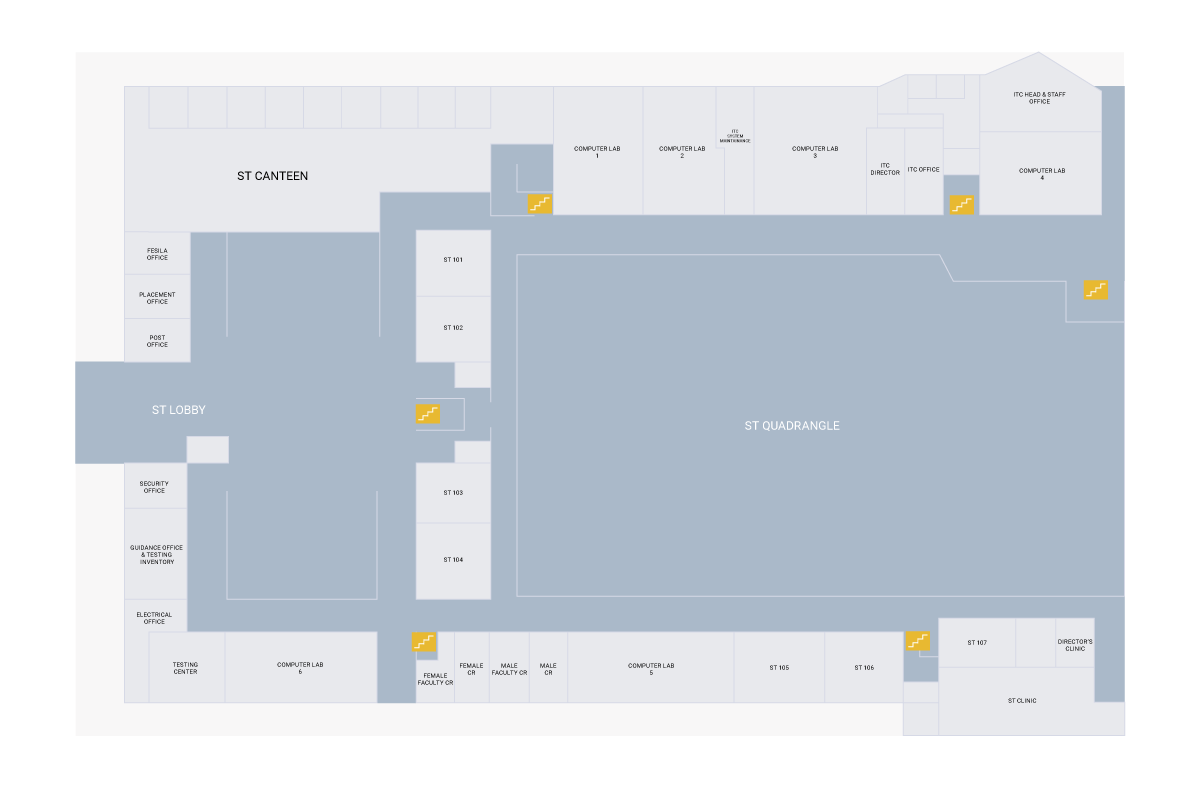 ITC HEAD & STAFF
OFFICE
ITC
SYSTEM
MAINTAINANCE
COMPUTER LAB
1
COMPUTER LAB
2
COMPUTER LAB
3
ITC
DIRECTOR
ITC OFFICE
COMPUTER LAB
4
ST CANTEEN
FESILA
OFFICE
ST 101
PLACEMENT
OFFICE
ST 102
POST
OFFICE
ST LOBBY
ST QUADRANGLE
SECURITY
OFFICE
ST 103
GUIDANCE OFFICE
& TESTING
INVENTORY
ST 104
ELECTRICAL
OFFICE
TESTING
CENTER
COMPUTER LAB
6
FEMALE
FACULTY CR
FEMALE
CR
MALE
FACULTY CR
MALE
CR
COMPUTER LAB
5
ST 105
ST 106
ST 107
DIRECTOR'S
CLINIC
ST CLINIC